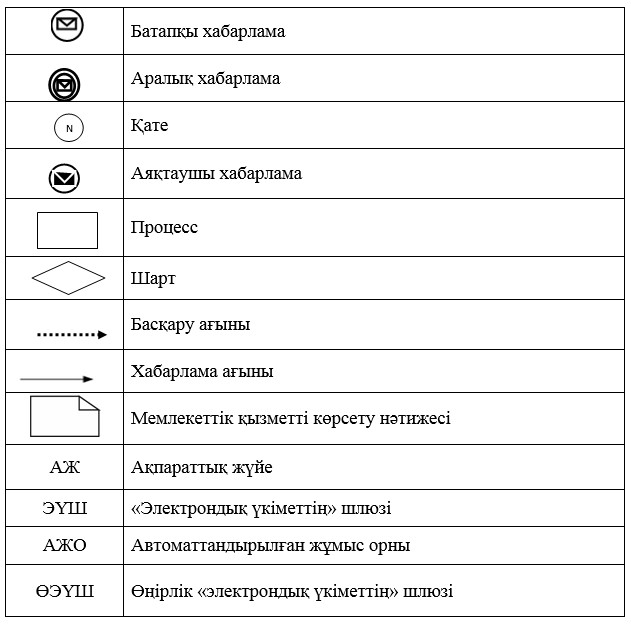 Батапқы хабарлама
Аралық хабарлама
N Қате
Аяқтаушы хабарлама
Процесс
Шарт
Басқару ағыны
Хабарлама ағыны
Мемлекеттік қызметті көрсету нәтижесі
АЖ Ақпараттық жүйе
ЭҮШ «Электрондық үкіметтің» шлюзі
АЖО Автоматтандырылған жұмыс орны
ӨЭҮШ Өңірлік «электрондық үкіметтің» шлюзі